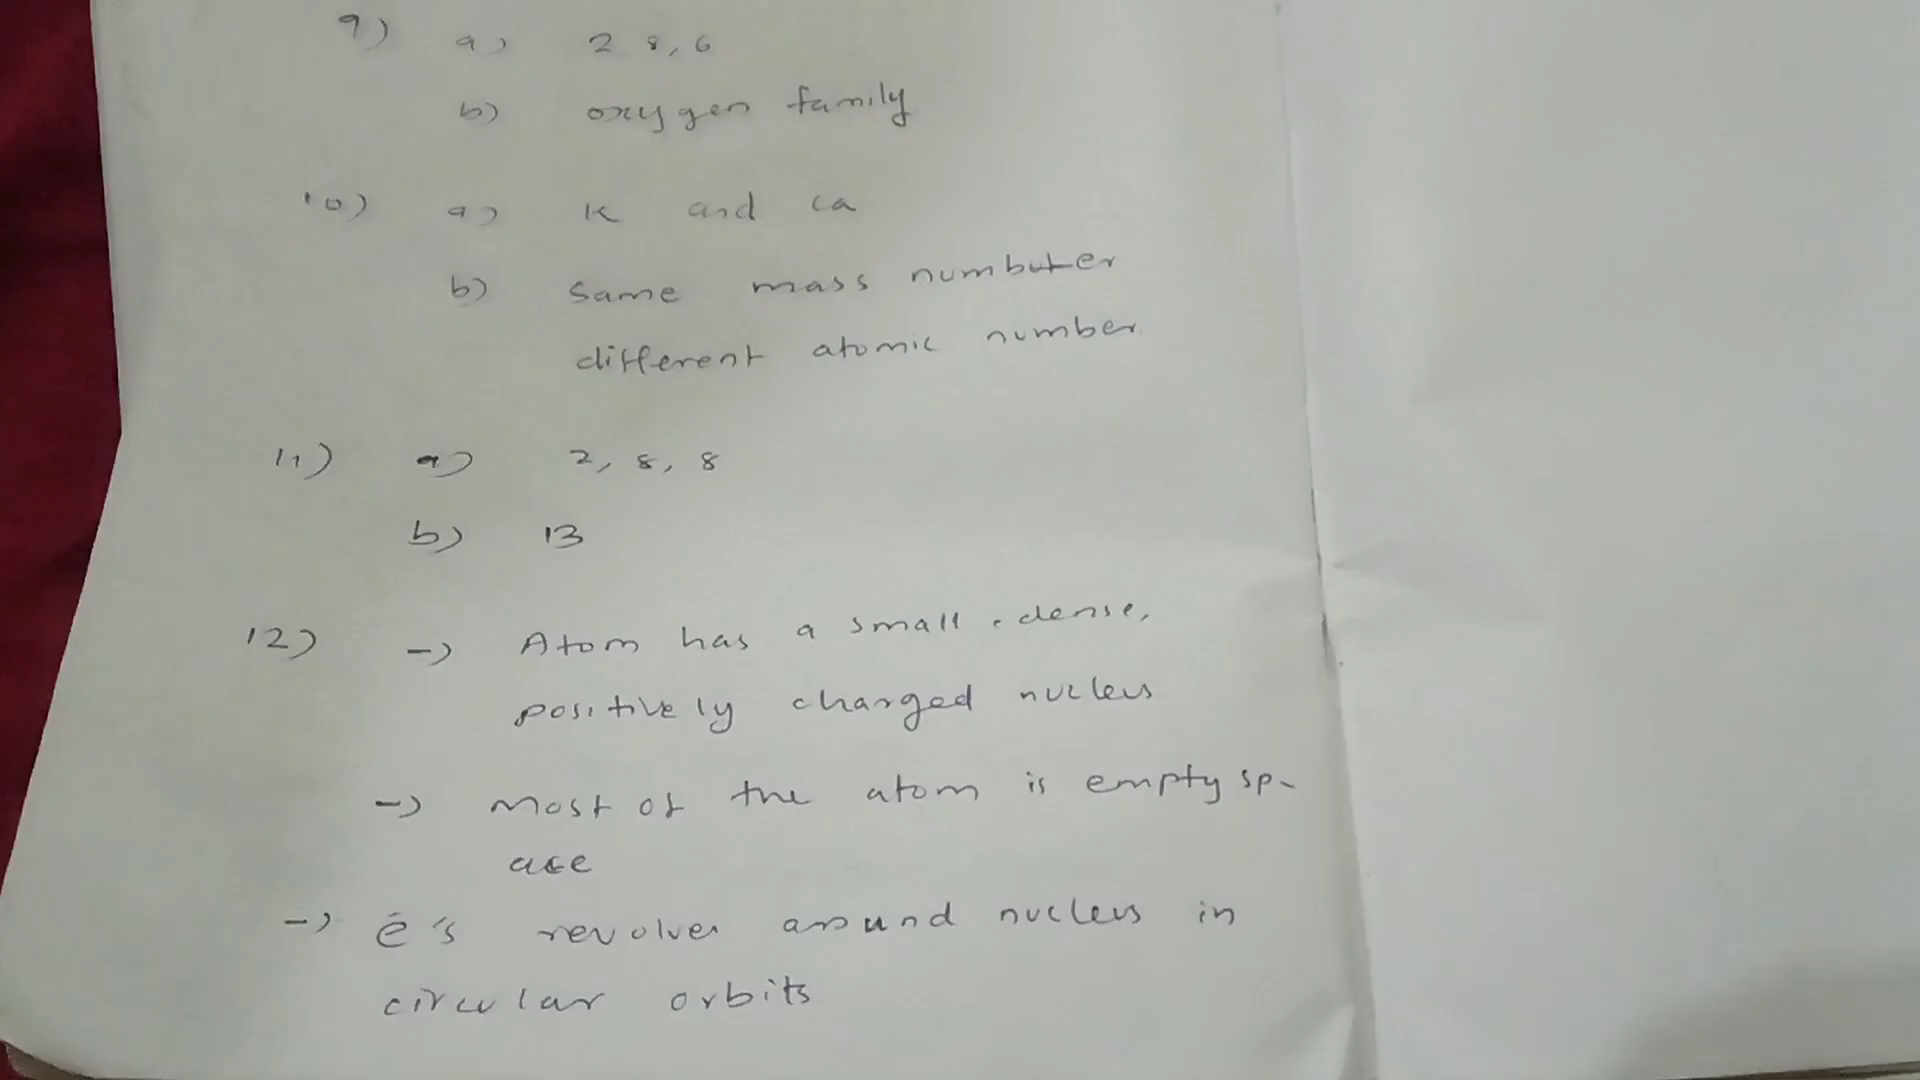 9) a) 2 8, 6
b) oxygen family
10) a) K and ca
b) Same mass number
different atomic number
11) a) 2, 8, 8
b) 13
12) -> Atom has a small, dense,
positively charged nucleus
-> Most of the atom is empty sp-
ace
-> ē's revolve around nucleus in
circular orbits